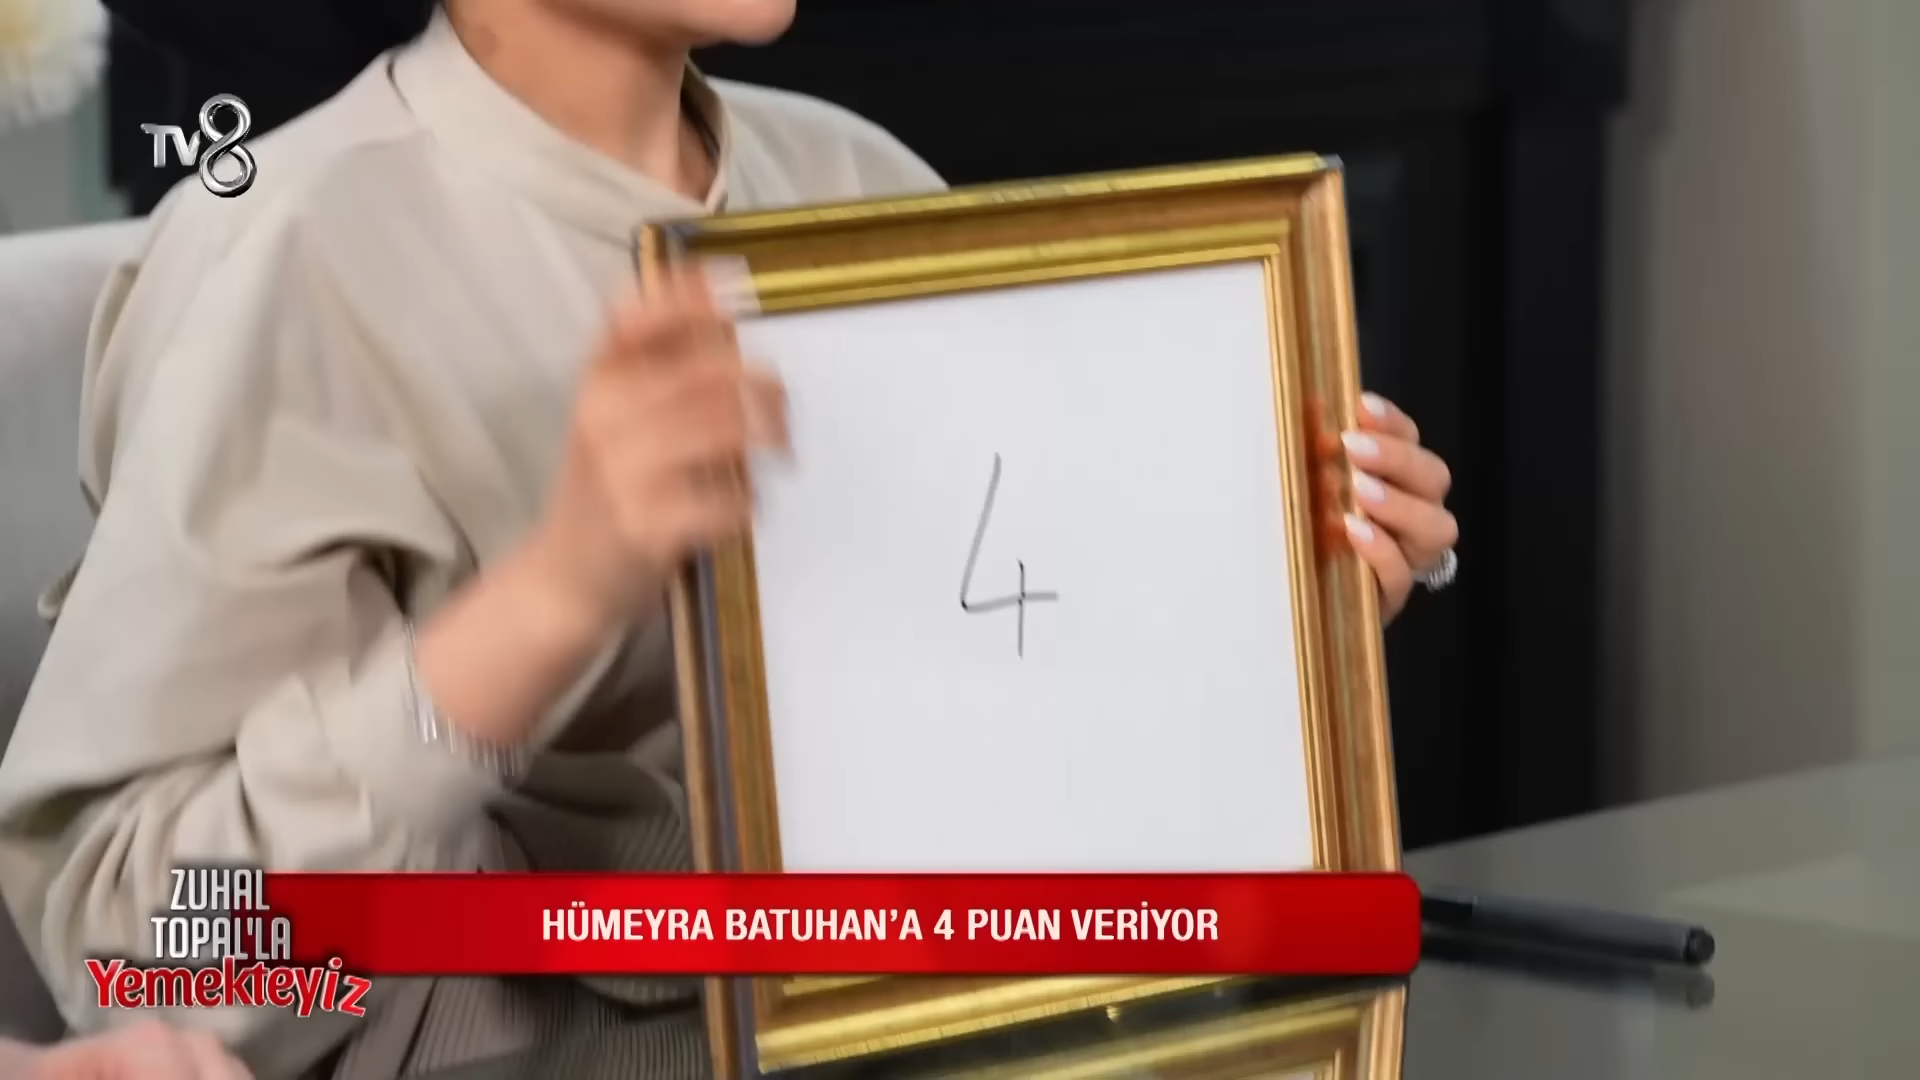 TV8
4
ZUHAL
TOPAL'LA
Yemekteyiz
HÜMEYRA BATUHAN'A 4 PUAN VERİYOR